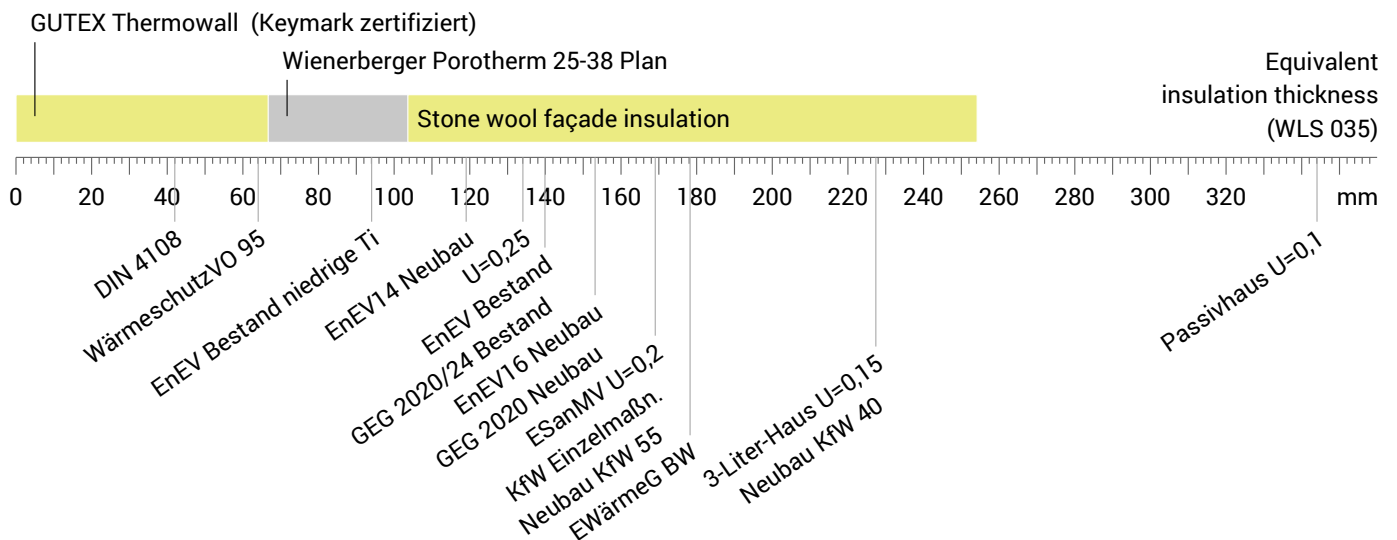 GUTEX Thermowall (Keymark zertifiziert)
Wienerberger Porotherm 25-38 Plan
Equivalent
insulation thickness
(WLS 035)
Stone wool façade insulation
0 20 40 60 80 100 120 140 160 180 200 220 240 260 280 300 320 mm
DIN 4108
WärmeschutzVO 95
EnEV Bestand niedrige Ti
EnEV14 Neubau
U=0,25
EnEV Bestand
GEG 2020/24 Bestand
EnEV16 Neubau
GEG 2020 Neubau
ESanMV U=0,2
KfW Einzelmaßn.
Neubau KfW 55
EWärmeG BW
3-Liter-Haus U=0,15
Neubau KfW 40
Passivhaus U=0,1